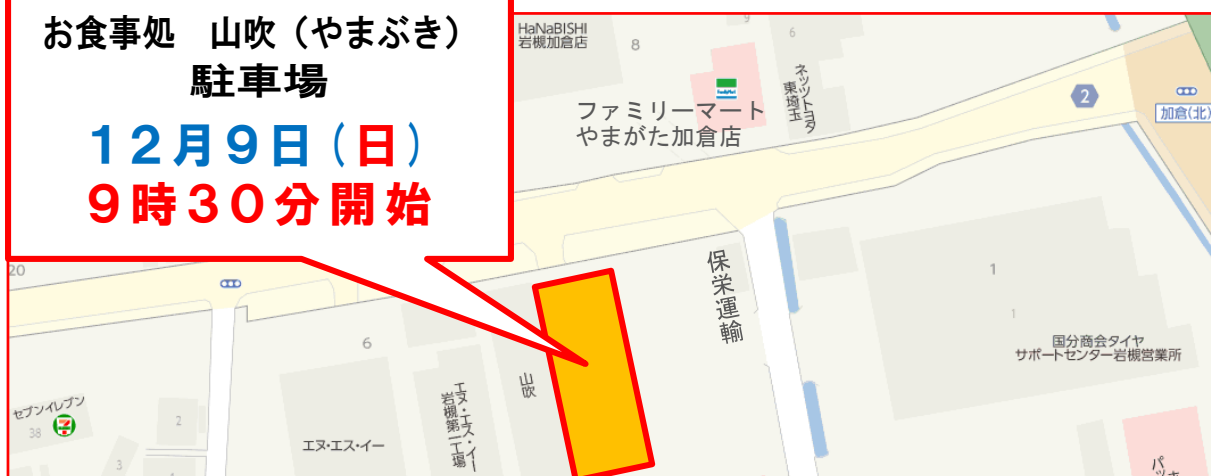 お食事処　山吹（やまぶき）
駐車場
１２月９日（日）
９時３０分開始
HaNaBISHI
岩槻加倉店
8
9
6
ファミリーマート
やまがた加倉店
FamilyMart
ネッツトヨタ
東埼玉
2
加倉(北)
20
保栄運輸
1
1
国分商会タイヤ
サポートセンター岩槻営業所
6
山吹
エヌ・エス・イー
岩槻第一工場
エヌ・エス・イー
セブンイレブン
38
2
3
1